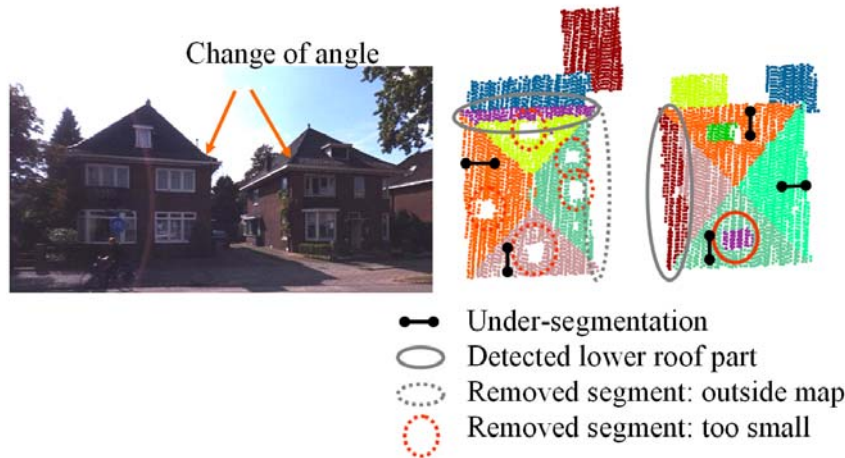 Change of angle
Under-segmentation
Detected lower roof part
Removed segment: outside map
Removed segment: too small